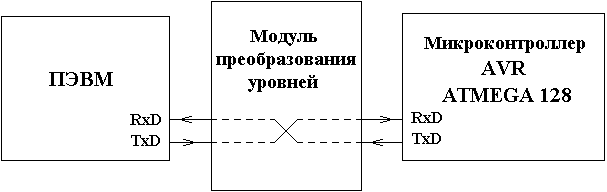 ПЭВМ
RxD
TxD
Модуль
преобразования
уровней
Микроконтроллер
AVR
ATMEGA 128
RxD
TxD